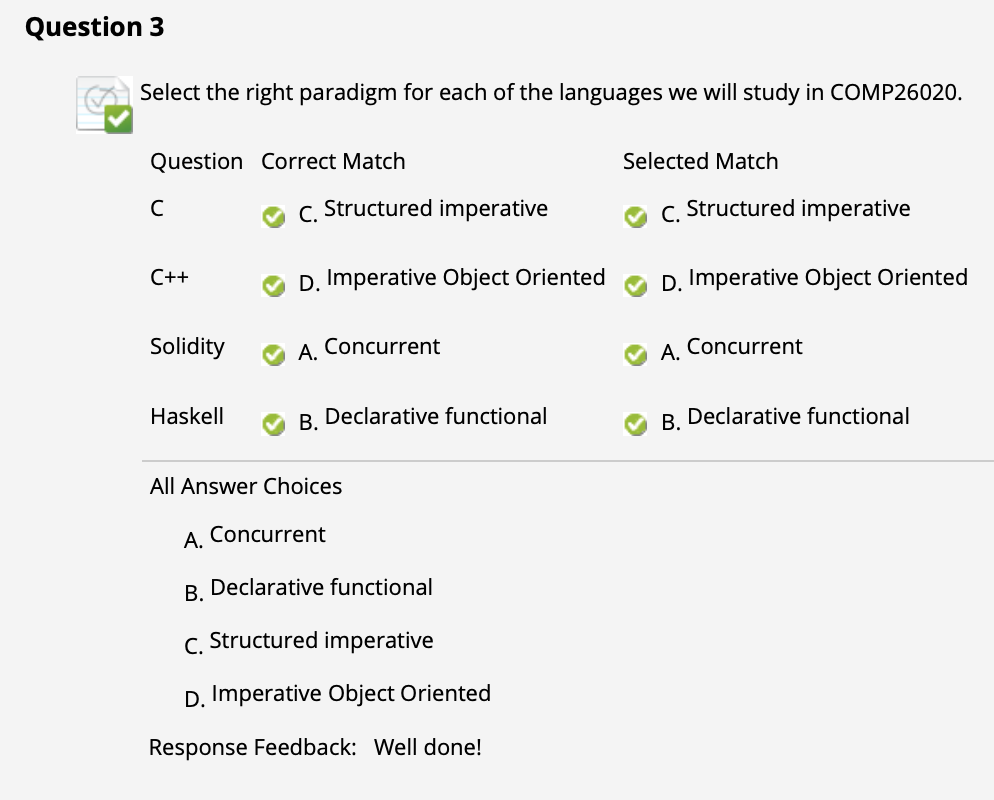 Question 3
Select the right paradigm for each of the languages we will study in COMP26020.
Question Correct Match Selected Match
C C. Structured imperative C. Structured imperative
C++ D. Imperative Object Oriented D. Imperative Object Oriented
Solidity A. Concurrent A. Concurrent
Haskell B. Declarative functional B. Declarative functional
All Answer Choices
A. Concurrent
B. Declarative functional
C. Structured imperative
D. Imperative Object Oriented
Response Feedback: Well done!